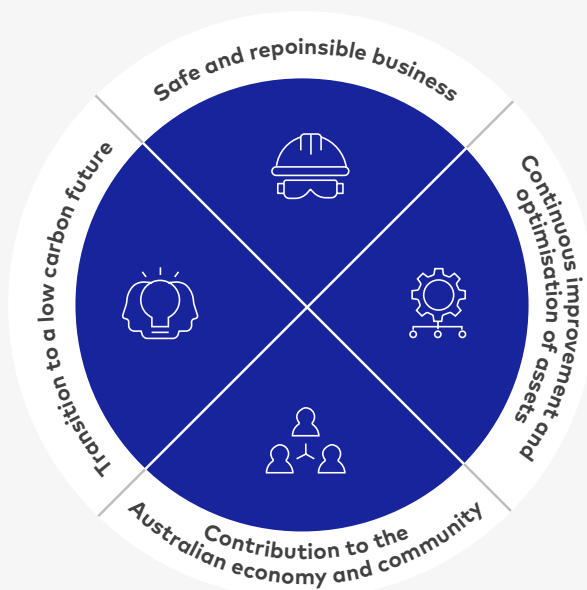 Safe and repoinsible business
Continuous improvement and
optimisation of assets
Contribution to the
Australian economy and community
Transition to a low carbon future